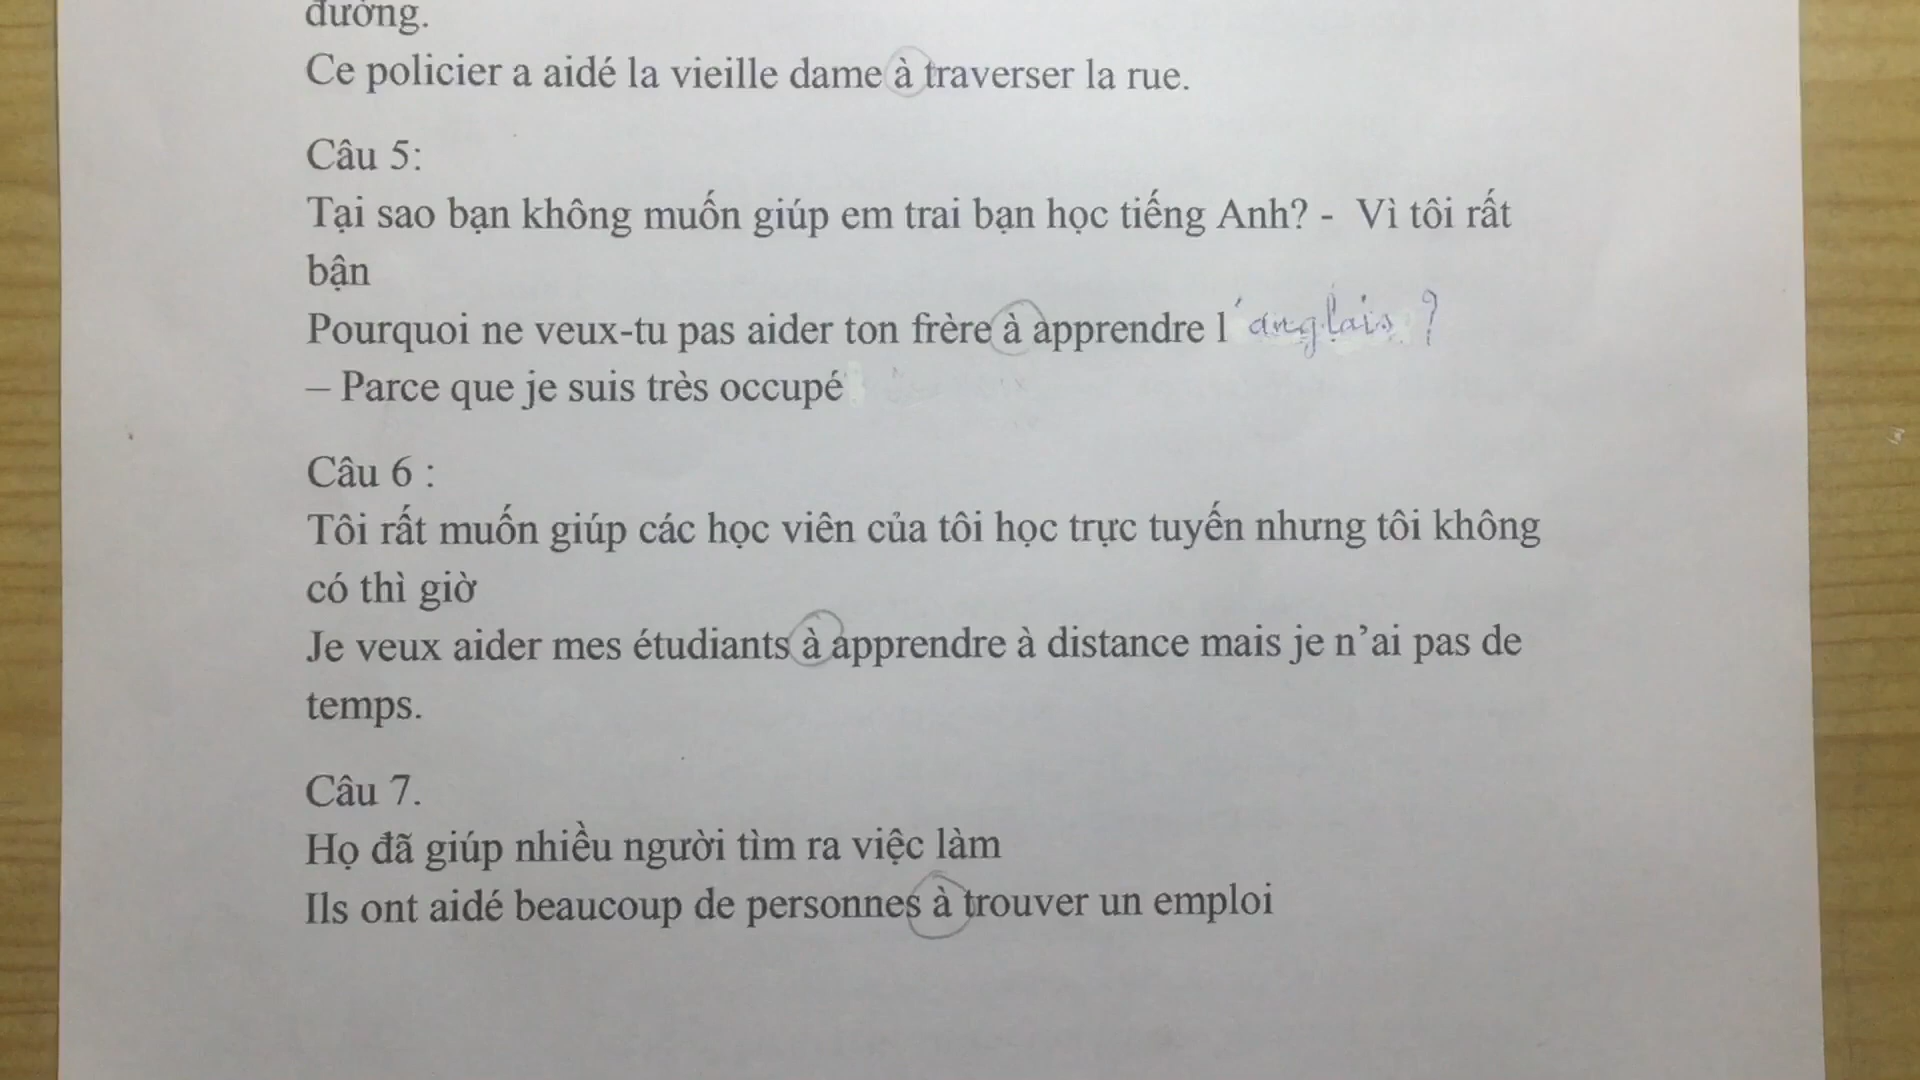 đường.
Ce policier a aidé la vieille dame à traverser la rue.
Câu 5:
Tại sao bạn không muốn giúp em trai bạn học tiếng Anh? - Vì tôi rất
bận
Pourquoi ne veux-tu pas aider ton frère à apprendre l'anglais ?
– Parce que je suis très occupé
Câu 6 :
Tôi rất muốn giúp các học viên của tôi học trực tuyến nhưng tôi không
có thì giờ
Je veux aider mes étudiants à apprendre à distance mais je n’ai pas de
temps.
Câu 7.
Họ đã giúp nhiều người tìm ra việc làm
Ils ont aidé beaucoup de personnes à trouver un emploi